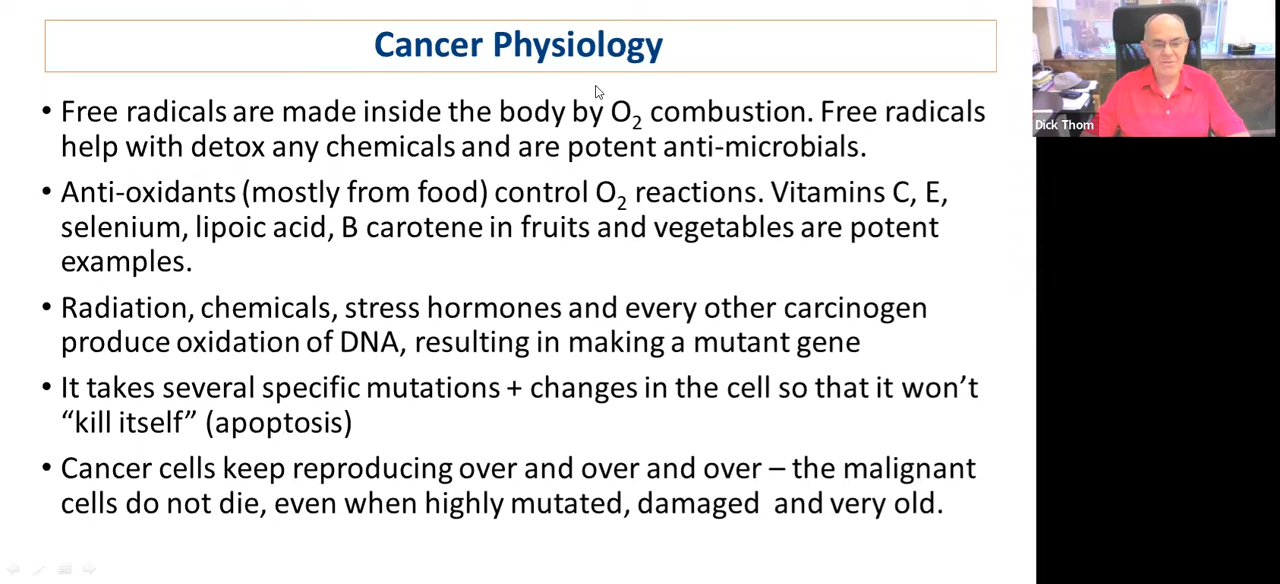 Cancer Physiology
• Free radicals are made inside the body by O₂ combustion. Free radicals
help with detox any chemicals and are potent anti-microbials.
• Anti-oxidants (mostly from food) control O₂ reactions. Vitamins C, E,
selenium, lipoic acid, B carotene in fruits and vegetables are potent
examples.
• Radiation, chemicals, stress hormones and every other carcinogen
produce oxidation of DNA, resulting in making a mutant gene
• It takes several specific mutations + changes in the cell so that it won’t
“kill itself” (apoptosis)
• Cancer cells keep reproducing over and over and over – the malignant
cells do not die, even when highly mutated, damaged  and very old.
Dick Thom